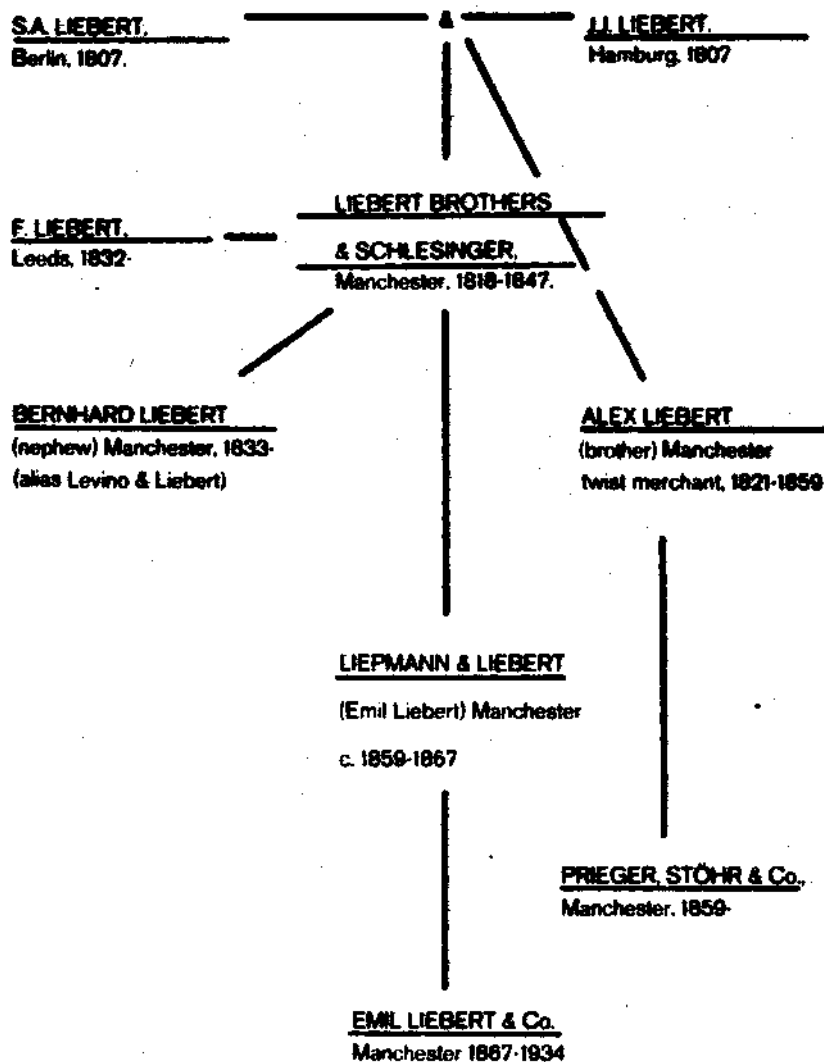 S.A. LIEBERT,
&
J.J. LIEBERT,
Berlin, 1807.
Hamburg, 1807
LIEBERT BROTHERS
F. LIEBERT,
& SCHLESINGER,
Leeds, 1832-
Manchester, 1818-1847.
BERNHARD LIEBERT
(nephew) Manchester, 1833-
(alias Levino & Liebert)
ALEX LIEBERT
(brother) Manchester
twist merchant, 1821-1859
LIEPMANN & LIEBERT
(Emil Liebert) Manchester
c. 1859-1867
PRIEGER, STÖHR & Co.,
Manchester, 1859-
EMIL LIEBERT & Co.
Manchester 1867-1934